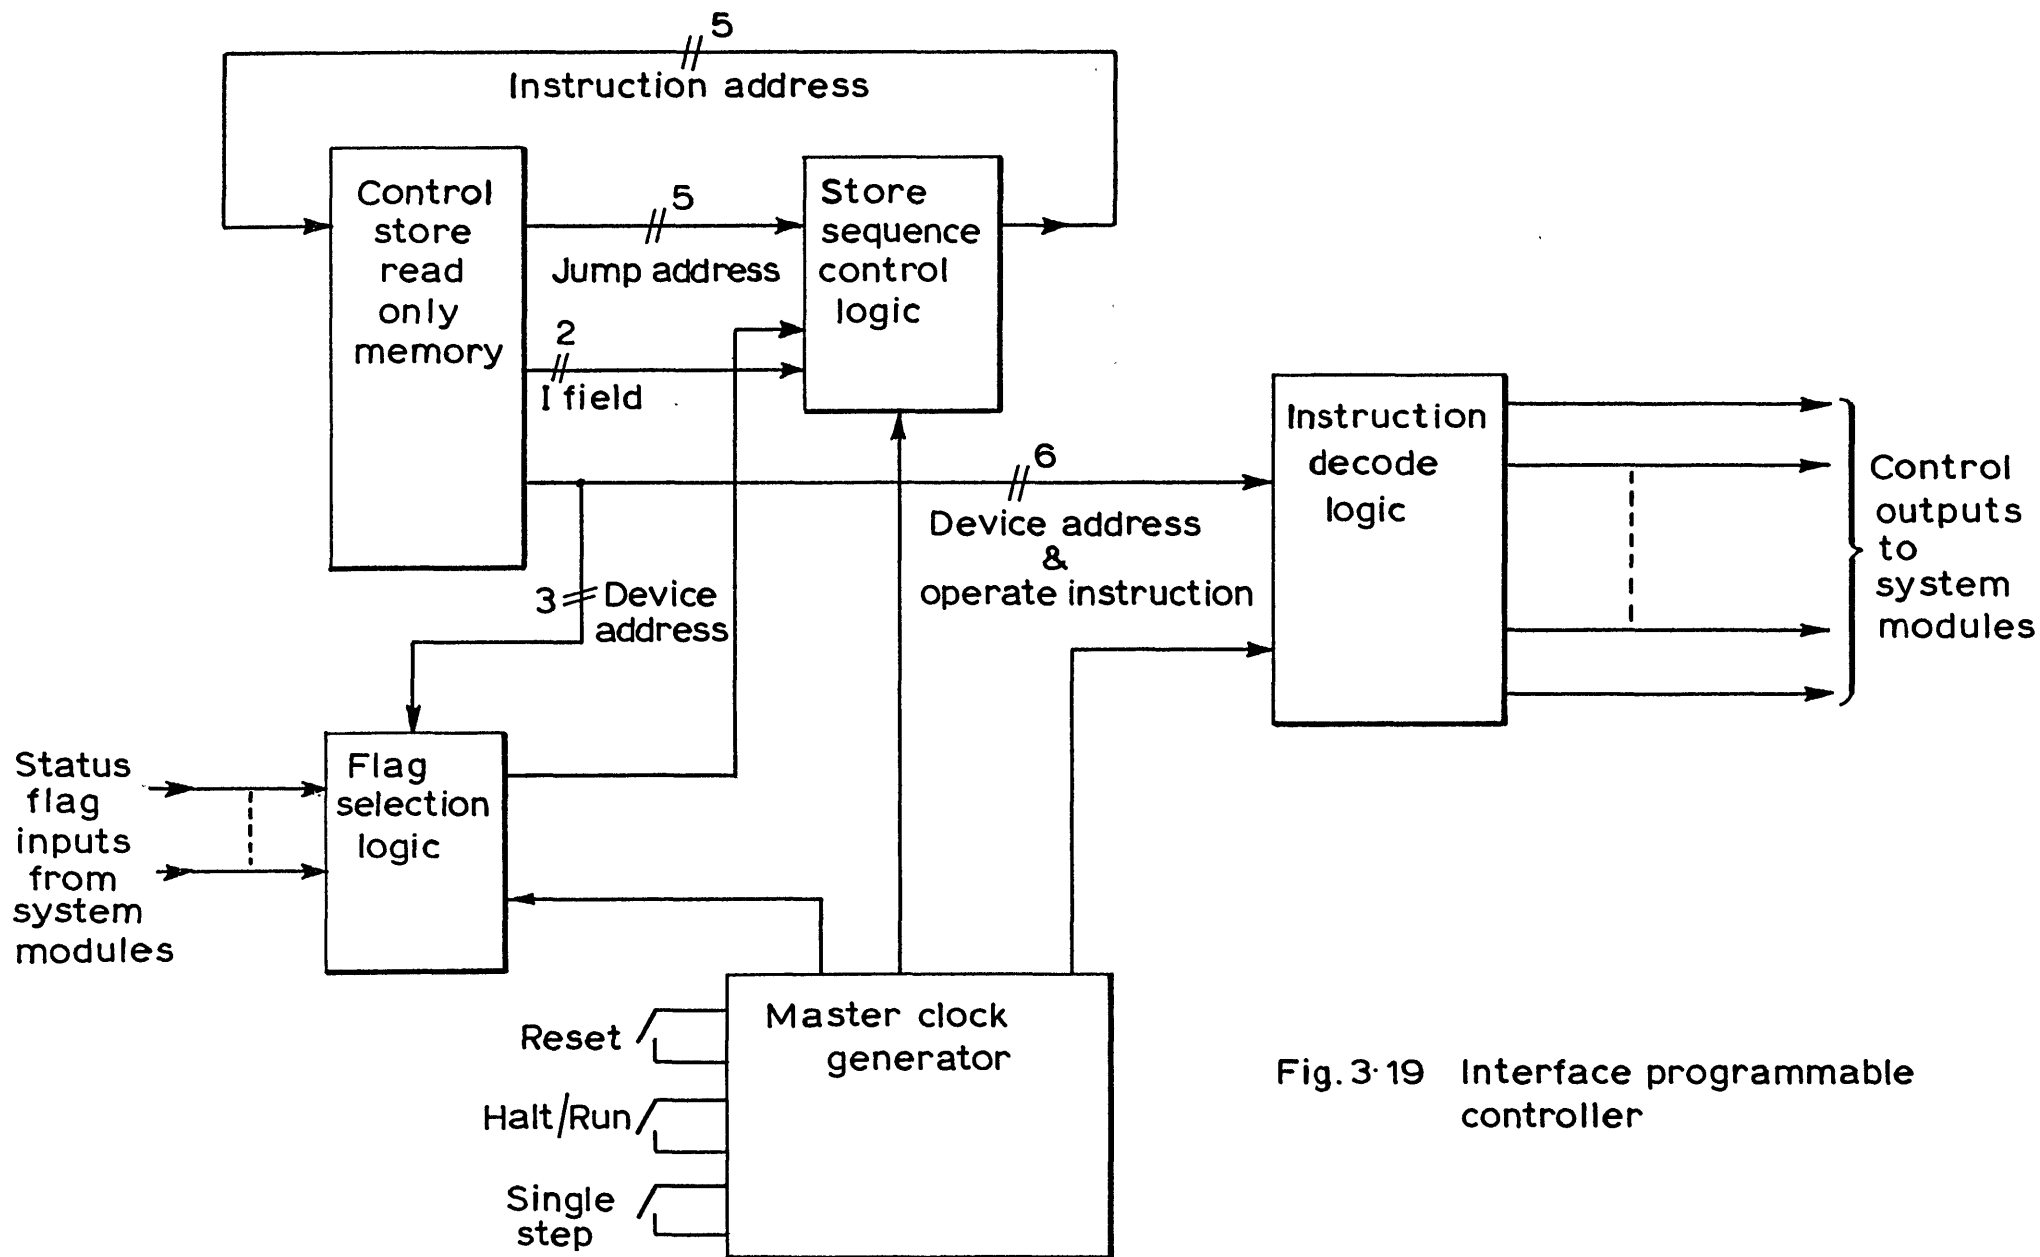 5
Instruction address
Control
store
read
only
memory
5
Jump address
2
I field
Store
sequence
control
logic
6
Device address
&
operate instruction
Instruction
decode
logic
Control
outputs
to
system
modules
3
Device
address
Status
flag
inputs
from
system
modules
Flag
selection
logic
Reset
Halt/Run
Single
step
Master clock
generator
Fig. 3·19 Interface programmable
controller